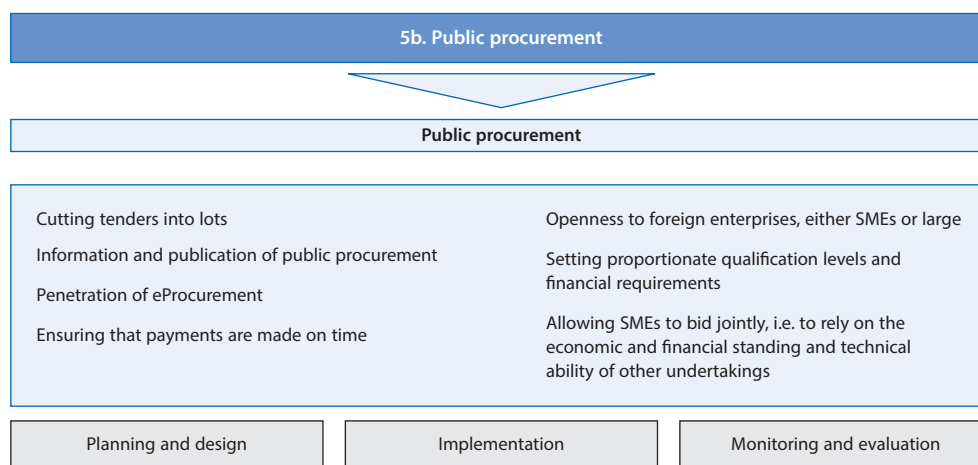 5b. Public procurement
Public procurement
Cutting tenders into lots
Information and publication of public procurement
Penetration of eProcurement
Ensuring that payments are made on time
Openness to foreign enterprises, either SMEs or large
Setting proportionate qualification levels and
financial requirements
Allowing SMEs to bid jointly, i.e. to rely on the
economic and financial standing and technical
ability of other undertakings
Planning and design
Implementation
Monitoring and evaluation